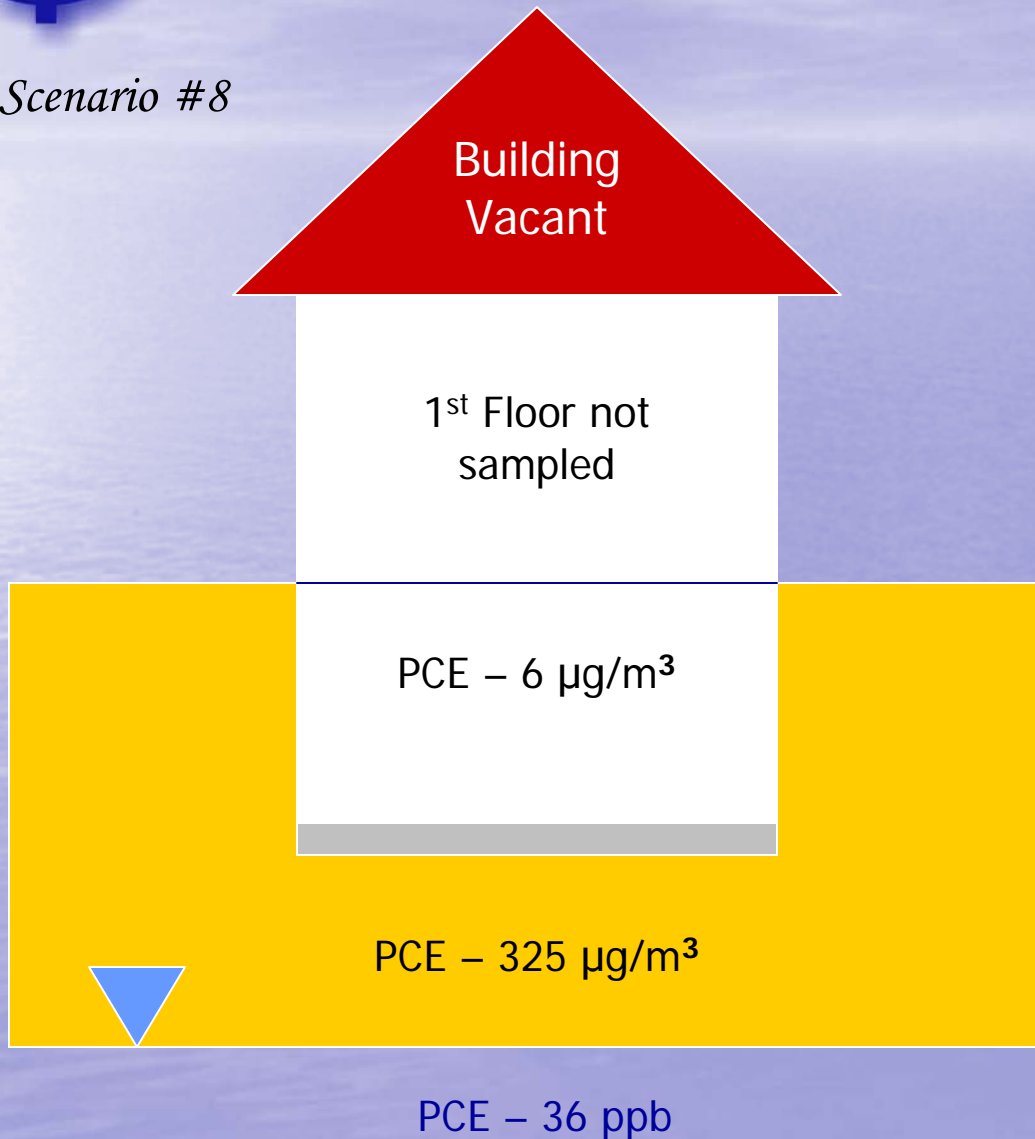 Scenario #8
Building
Vacant
1st Floor not
sampled
PCE – 6 µg/m³
PCE – 325 µg/m³
PCE – 36 ppb